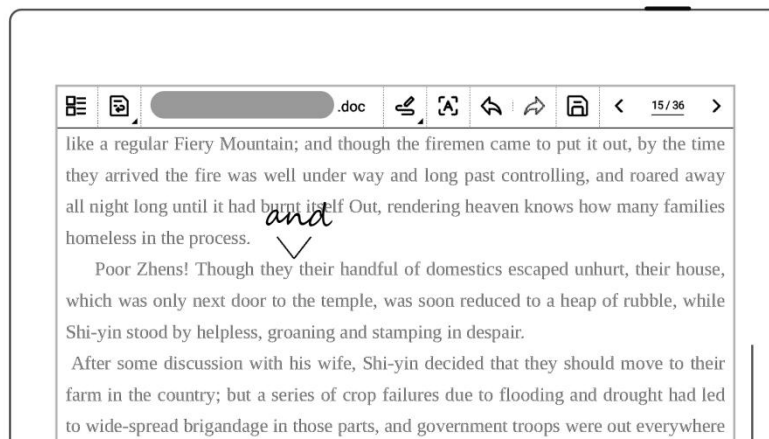 .doc
15/36
like a regular Fiery Mountain; and though the firemen came to put it out, by the time
they arrived the fire was well under way and long past controlling, and roared away
all night long until it had burnt itself Out, rendering heaven knows how many families
and
homeless in the process.
Poor Zhens! Though they their handful of domestics escaped unhurt, their house,
which was only next door to the temple, was soon reduced to a heap of rubble, while
Shi-yin stood by helpless, groaning and stamping in despair.
After some discussion with his wife, Shi-yin decided that they should move to their
farm in the country; but a series of crop failures due to flooding and drought had led
to wide-spread brigandage in those parts, and government troops were out everywhere